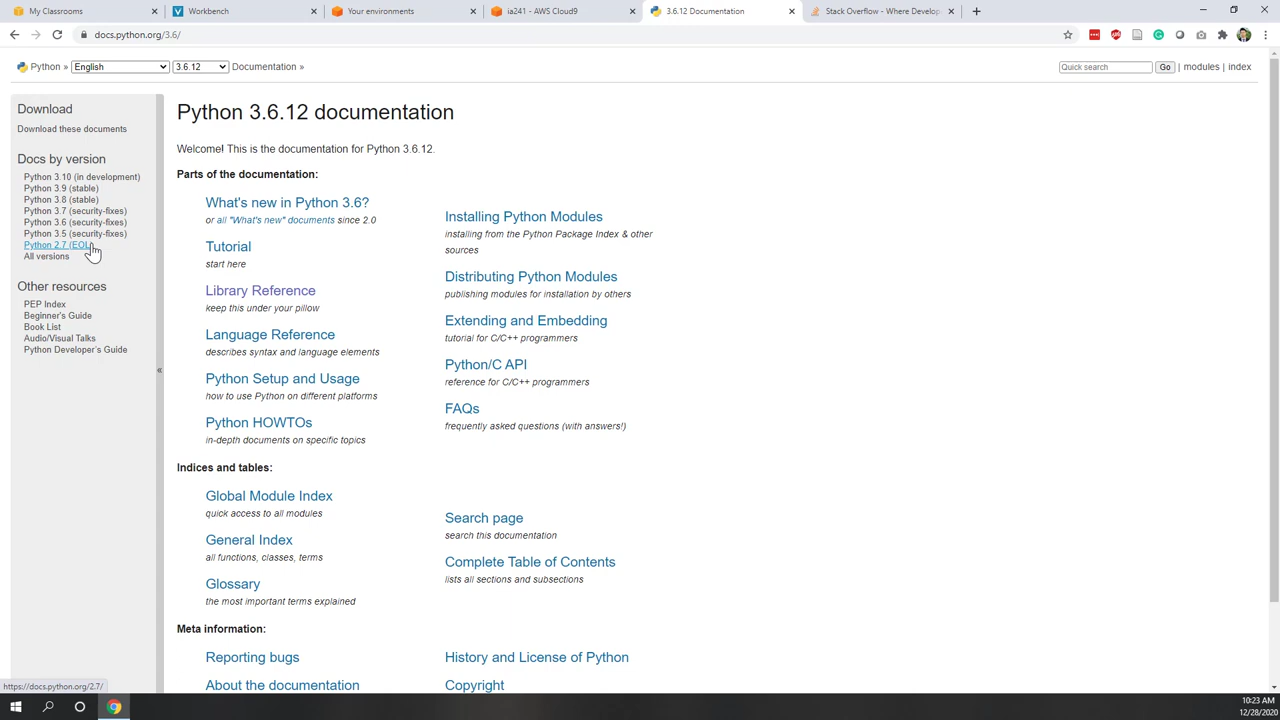 My Classrooms
Workbench
Your environments
ia241 - AWS Cloud9
3.6.12 Documentation
Stack Overflow - Where Develop
docs.python.org/3.6/
Python »
English
3.6.12
Documentation »
Quick search
Go
| modules | index
Download
Download these documents
Docs by version
Python 3.10 (in development)
Python 3.9 (stable)
Python 3.8 (stable)
Python 3.7 (security-fixes)
Python 3.6 (security-fixes)
Python 3.5 (security-fixes)
Python 2.7 (EOL)
All versions
Other resources
PEP Index
Beginner's Guide
Book List
Audio/Visual Talks
Python Developer's Guide
«
Python 3.6.12 documentation
Welcome! This is the documentation for Python 3.6.12.
Parts of the documentation:
What's new in Python 3.6?
or all "What's new" documents since 2.0
Tutorial
start here
Library Reference
keep this under your pillow
Language Reference
describes syntax and language elements
Python Setup and Usage
how to use Python on different platforms
Python HOWTOs
in-depth documents on specific topics
Installing Python Modules
installing from the Python Package Index & other
sources
Distributing Python Modules
publishing modules for installation by others
Extending and Embedding
tutorial for C/C++ programmers
Python/C API
reference for C/C++ programmers
FAQs
frequently asked questions (with answers!)
Indices and tables:
Global Module Index
quick access to all modules
General Index
all functions, classes, terms
Glossary
the most important terms explained
Search page
search this documentation
Complete Table of Contents
lists all sections and subsections
Meta information:
Reporting bugs
About the documentation
History and License of Python
Copyright
https://docs.python.org/2.7/
10:23 AM
12/28/2020